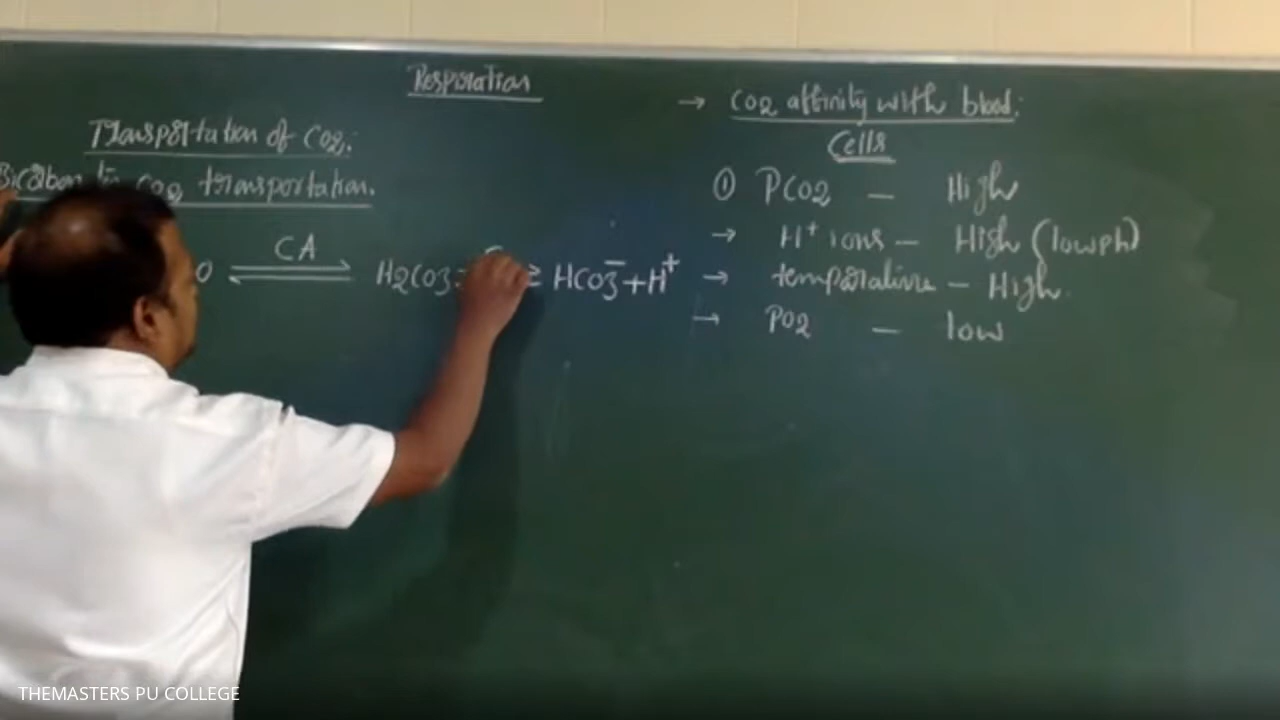 Respiration
Transportation of CO2:
CO2 transportation.
O ⇌ CA H2CO3 ⇌ HCO3⁻ + H⁺
→ CO2 affinity with blood:
Cells
① PCO2 – High
→ H⁺ ions – High (low ph)
→ temperature – High.
→ PO2 – low
THEMASTERS PU COLLEGE